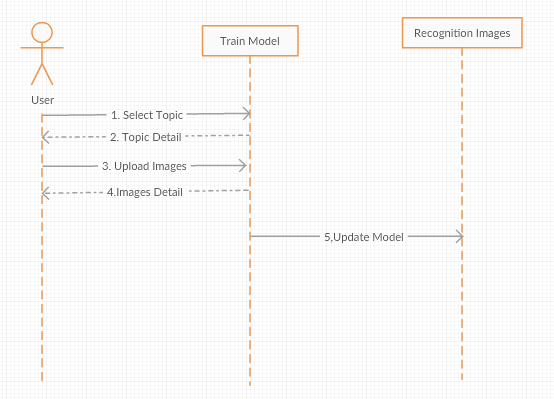 Train Model
Recognition Images
User
1. Select Topic
2. Topic Detail
3. Upload Images
4.Images Detail
5,Update Model